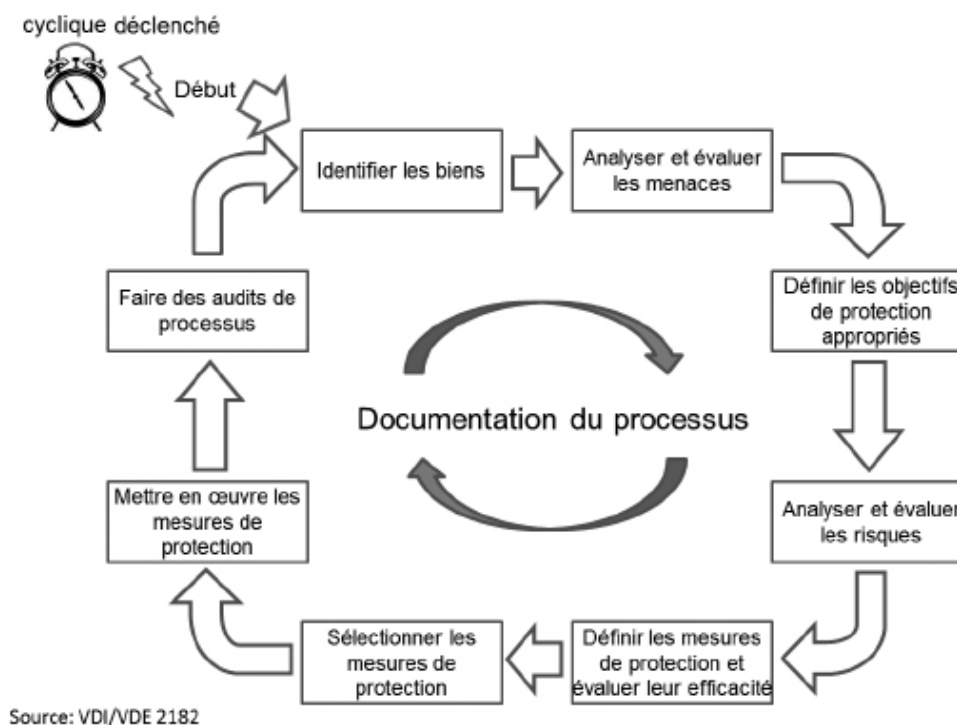 cyclique déclenché
Début
Identifier les biens
Analyser et évaluer
les menaces
Définir les objectifs
de protection
appropriés
Analyser et évaluer
les risques
Définir les mesures
de protection et
évaluer leur efficacité
Sélectionner les
mesures de
protection
Mettre en œuvre les
mesures de
protection
Faire des audits de
processus
Documentation du processus
Source: VDI/VDE 2182